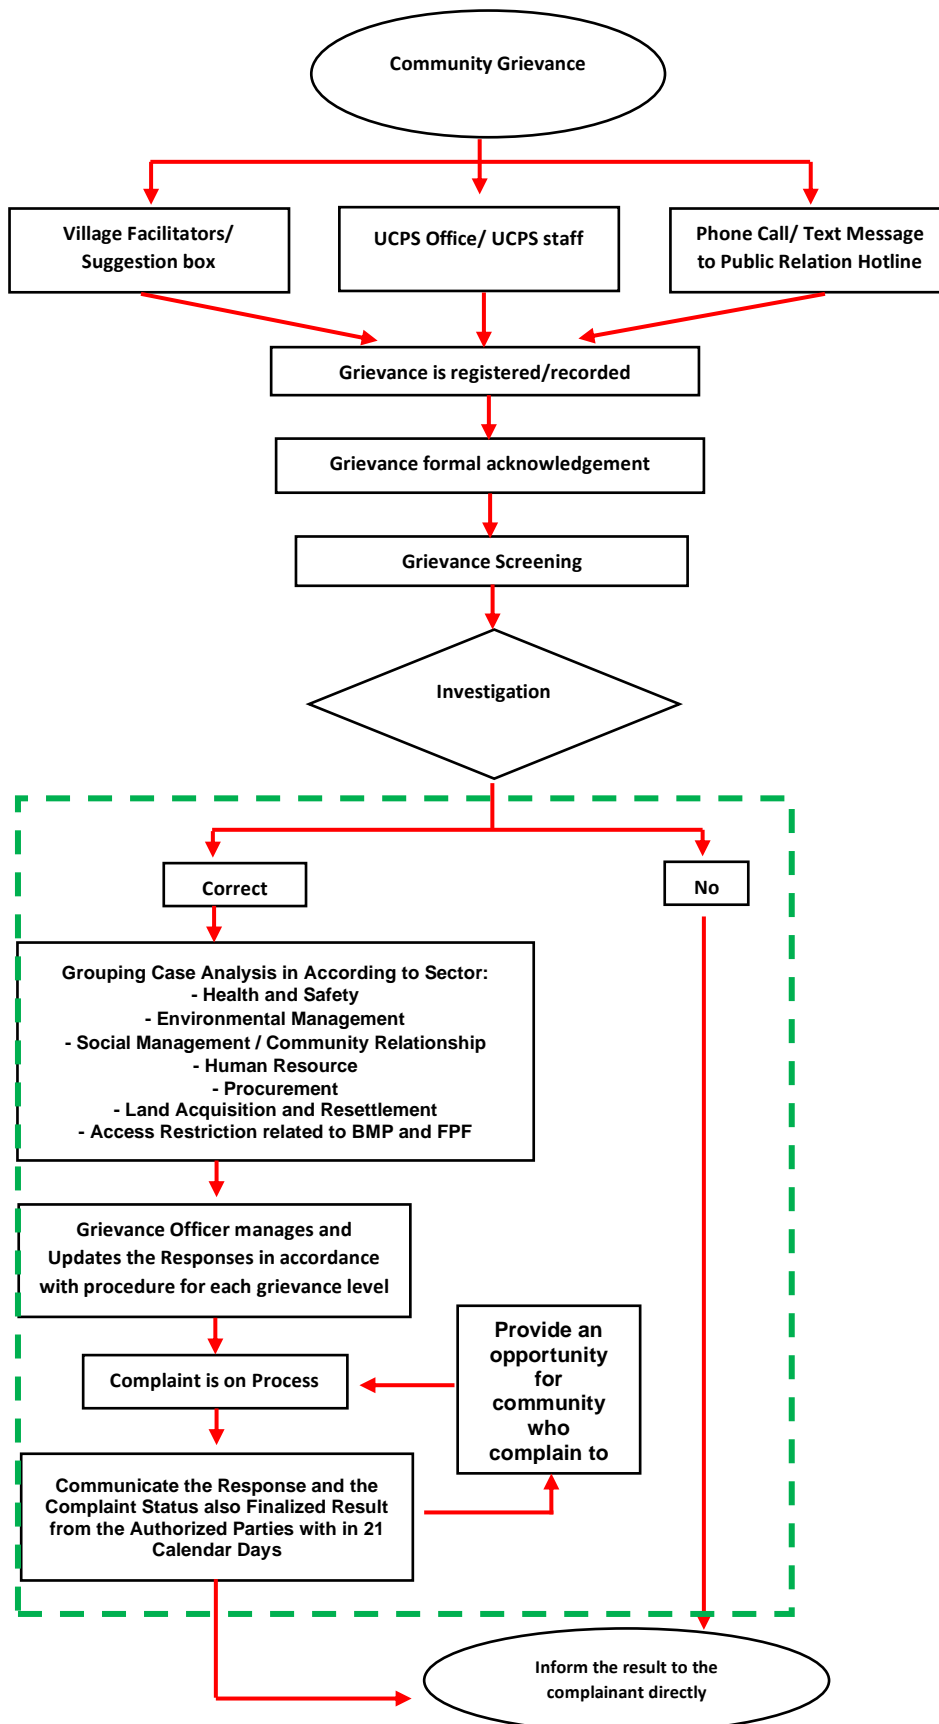 Community Grievance
Village Facilitators/
Suggestion box
UCPS Office/ UCPS staff
Phone Call/ Text Message
to Public Relation Hotline
Grievance is registered/recorded
Grievance formal acknowledgement
Grievance Screening
Investigation
Correct
No
Grouping Case Analysis in According to Sector:
- Health and Safety
- Environmental Management
- Social Management / Community Relationship
- Human Resource
- Procurement
- Land Acquisition and Resettlement
- Access Restriction related to BMP and FPF
Grievance Officer manages and
Updates the Responses in accordance
with procedure for each grievance level
Provide an
opportunity
for
community
who
complain to
Complaint is on Process
Communicate the Response and the
Complaint Status also Finalized Result
from the Authorized Parties with in 21
Calendar Days
Inform the result to the
complainant directly